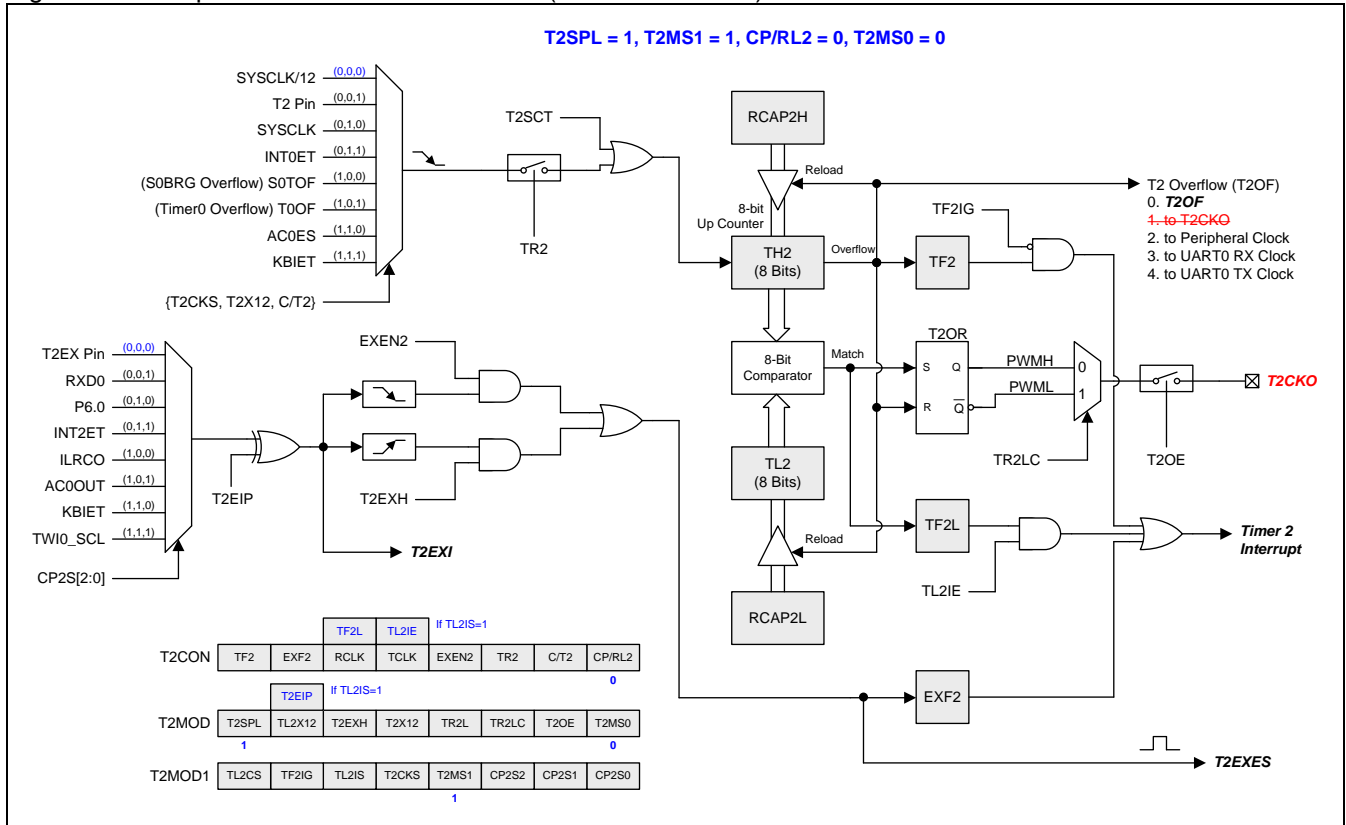 T2SPL = 1, T2MS1 = 1, CP/RL2 = 0, T2MS0 = 0
SYSCLK/12 (0,0,0)
T2 Pin (0,0,1)
SYSCLK (0,1,0)
INT0ET (0,1,1)
(S0BRG Overflow) S0TOF (1,0,0)
(Timer0 Overflow) T0OF (1,0,1)
AC0ES (1,1,0)
KBIET (1,1,1)
{T2CKS, T2X12, C/T2}
T2SCT
TR2
RCAP2H
Reload
8-bit
Up Counter
TH2
(8 Bits)
Overflow
TF2IG
TF2
T2 Overflow (T2OF)
0. T2OF
1. to T2CKO
2. to Peripheral Clock
3. to UART0 RX Clock
4. to UART0 TX Clock
T2EX Pin (0,0,0)
RXD0 (0,0,1)
P6.0 (0,1,0)
INT2ET (0,1,1)
ILRCO (1,0,0)
AC0OUT (1,0,1)
KBIET (1,1,0)
TWI0_SCL (1,1,1)
CP2S[2:0]
T2EIP
EXEN2
T2EXH
T2EXI
8-Bit
Comparator
Match
T2OR
S Q
R Q
PWMH
PWML
0
1
TR2LC
T2OE
T2CKO
TL2
(8 Bits)
Reload
RCAP2L
TF2L
TL2IE
Timer 2
Interrupt
EXF2
T2EXES
TF2L TL2IE If TL2IS=1
T2CON TF2 EXF2 RCLK TCLK EXEN2 TR2 C/T2 CP/RL2
0
T2EIP If TL2IS=1
T2MOD T2SPL TL2X12 T2EXH T2X12 TR2L TR2LC T2OE T2MS0
1 0
T2MOD1 TL2CS TF2IG TL2IS T2CKS T2MS1 CP2S2 CP2S1 CP2S0
1